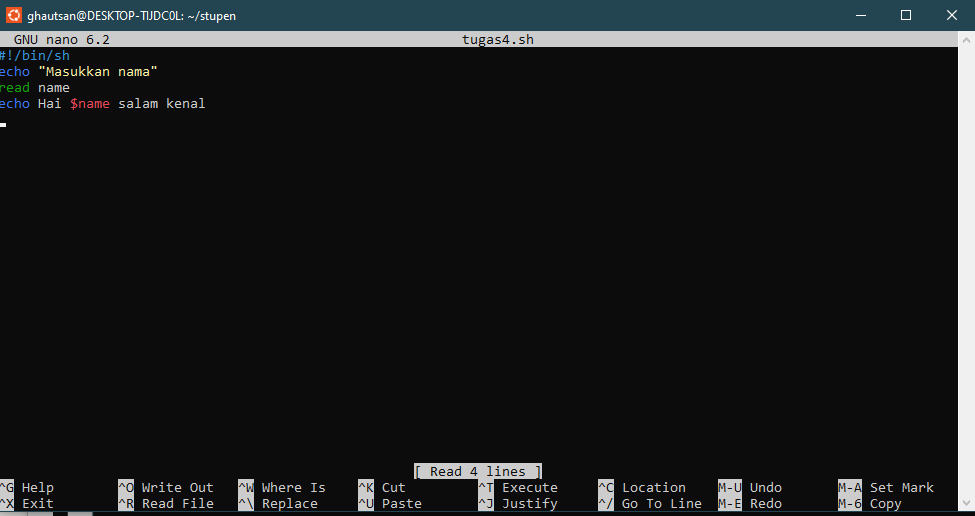 ghautsan@DESKTOP-TIJDC0L: ~/stupen
GNU nano 6.2 tugas4.sh
#!/bin/sh
echo "Masukkan nama"
read name
echo Hai $name salam kenal
[ Read 4 lines ]
^G Help ^O Write Out ^W Where Is ^K Cut ^T Execute ^C Location M-U Undo M-A Set Mark
^X Exit ^R Read File ^\ Replace ^U Paste ^J Justify ^/ Go To Line M-E Redo M-6 Copy